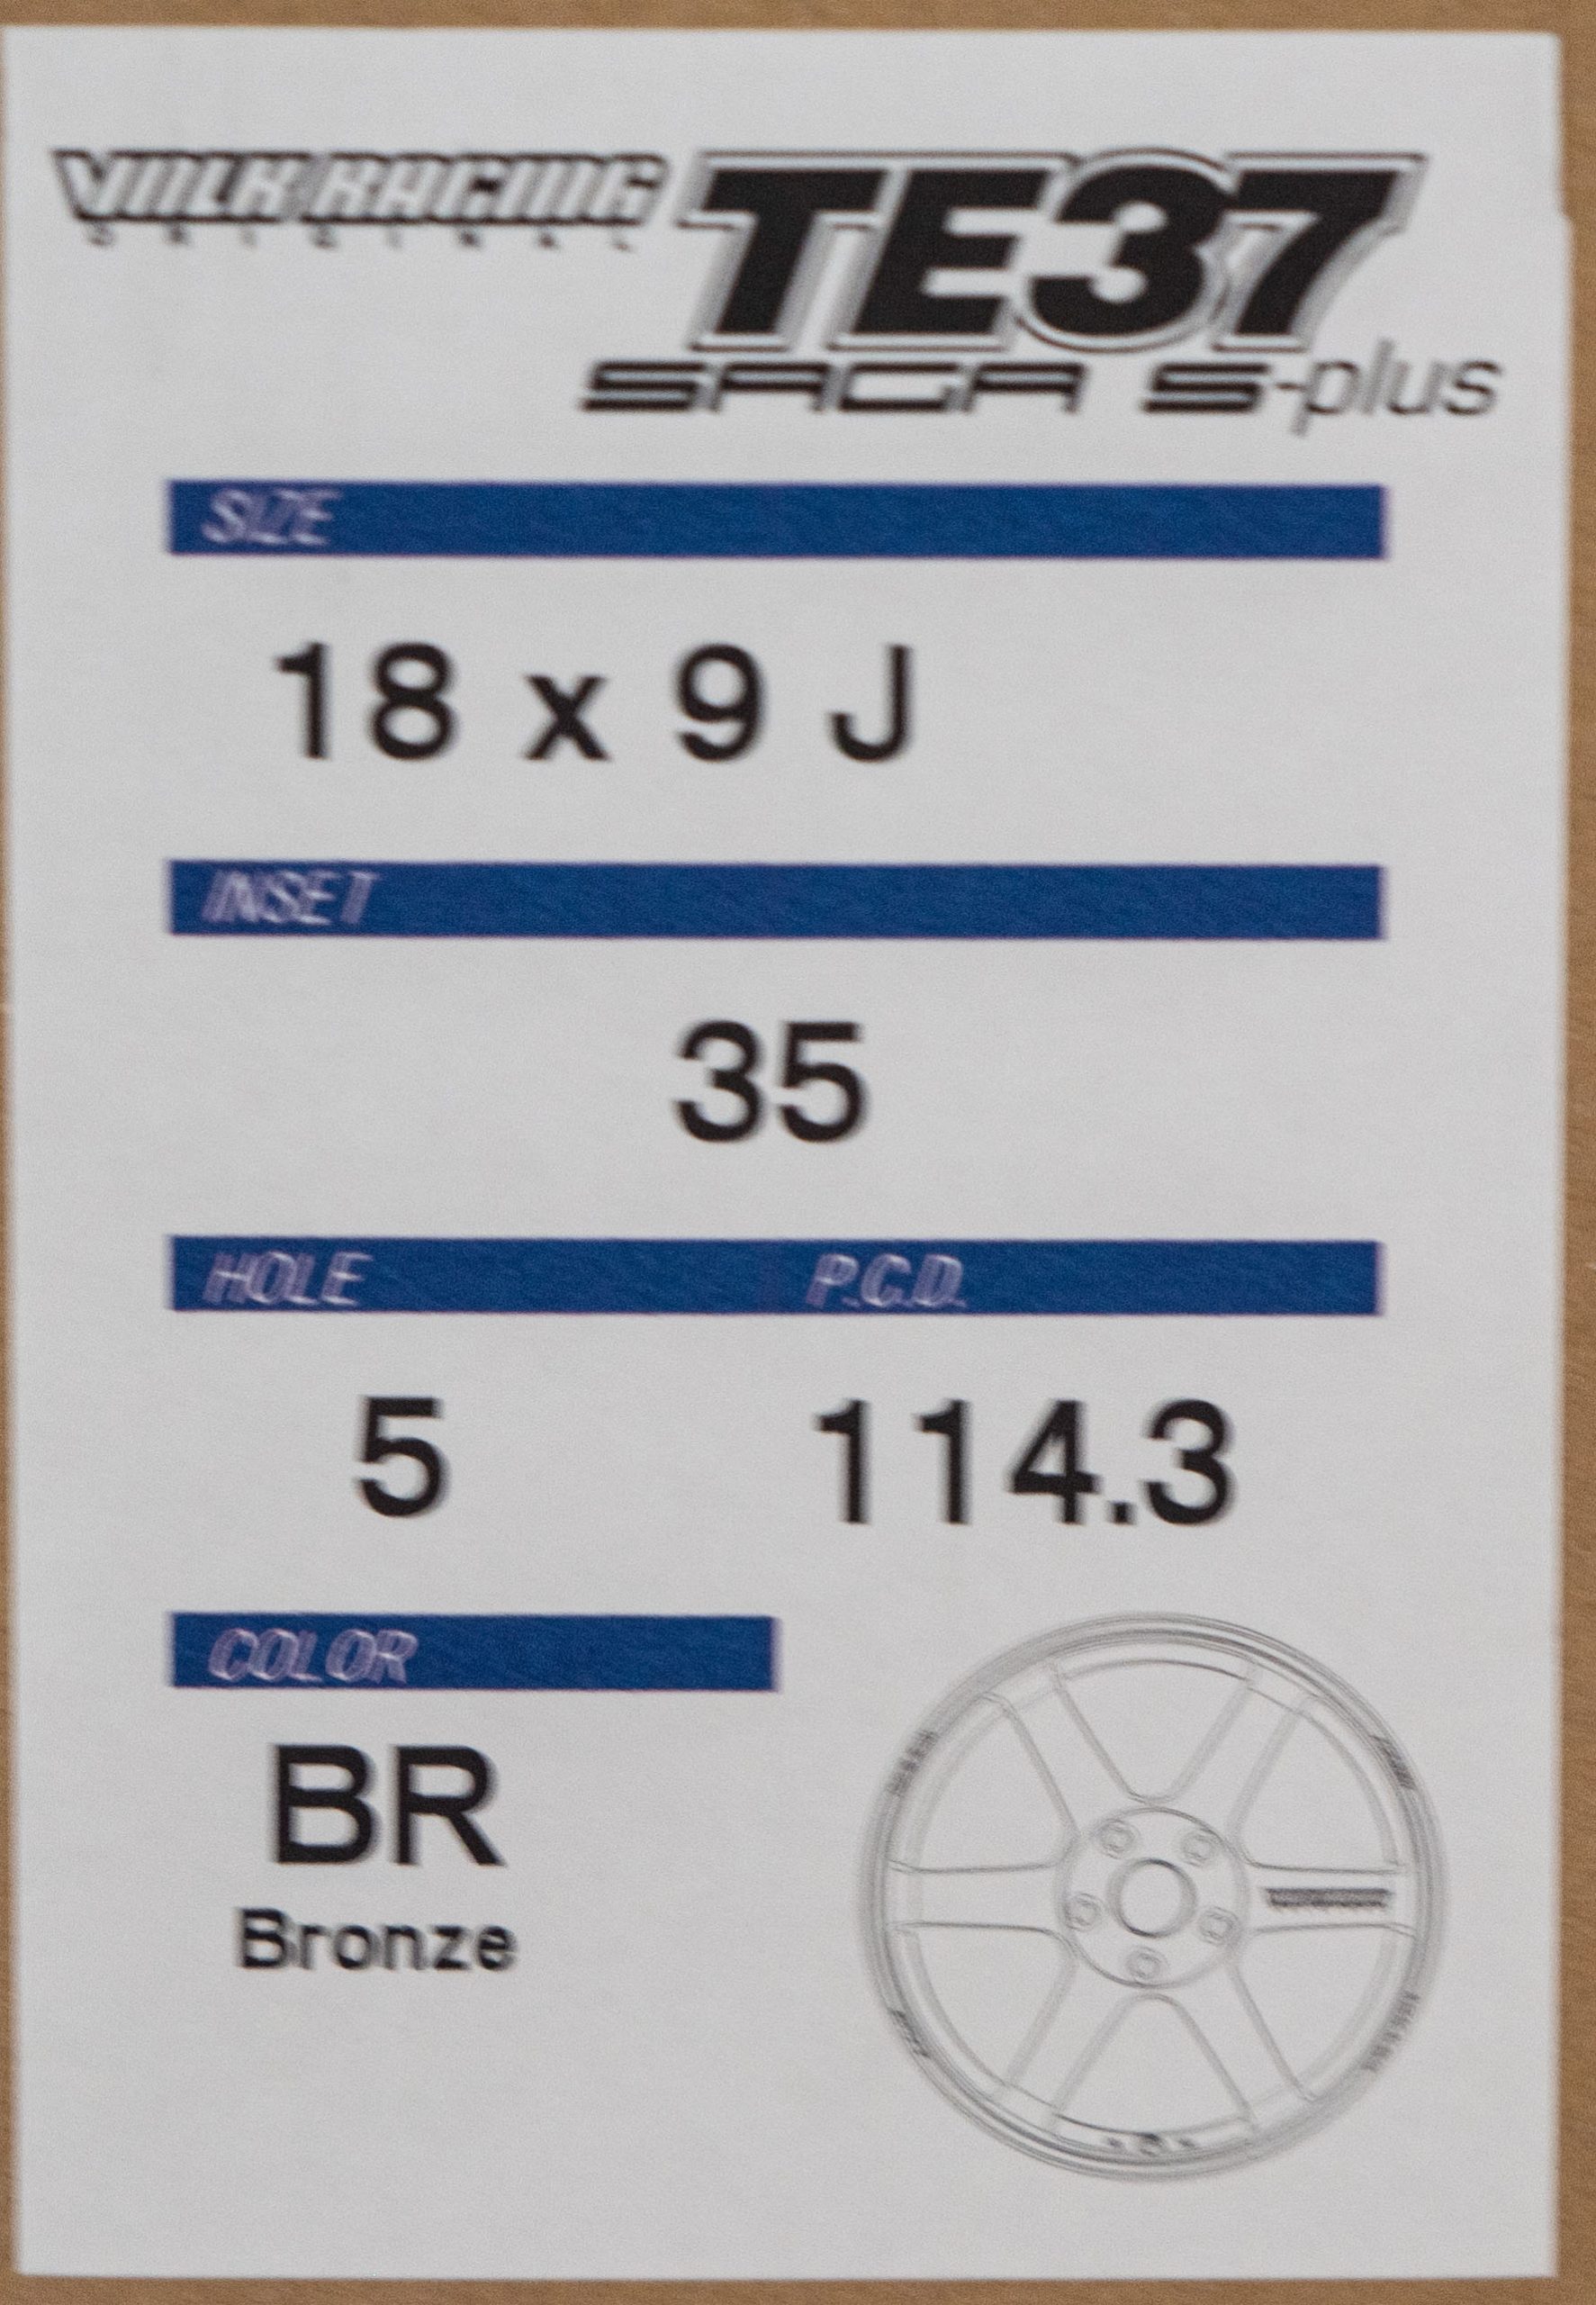 VOLK RACING TE37
ORIGINAL
SAGA S-plus
SIZE
18 x 9 J
INSET
35
HOLE P.C.D.
5 114.3
COLOR
BR
Bronze